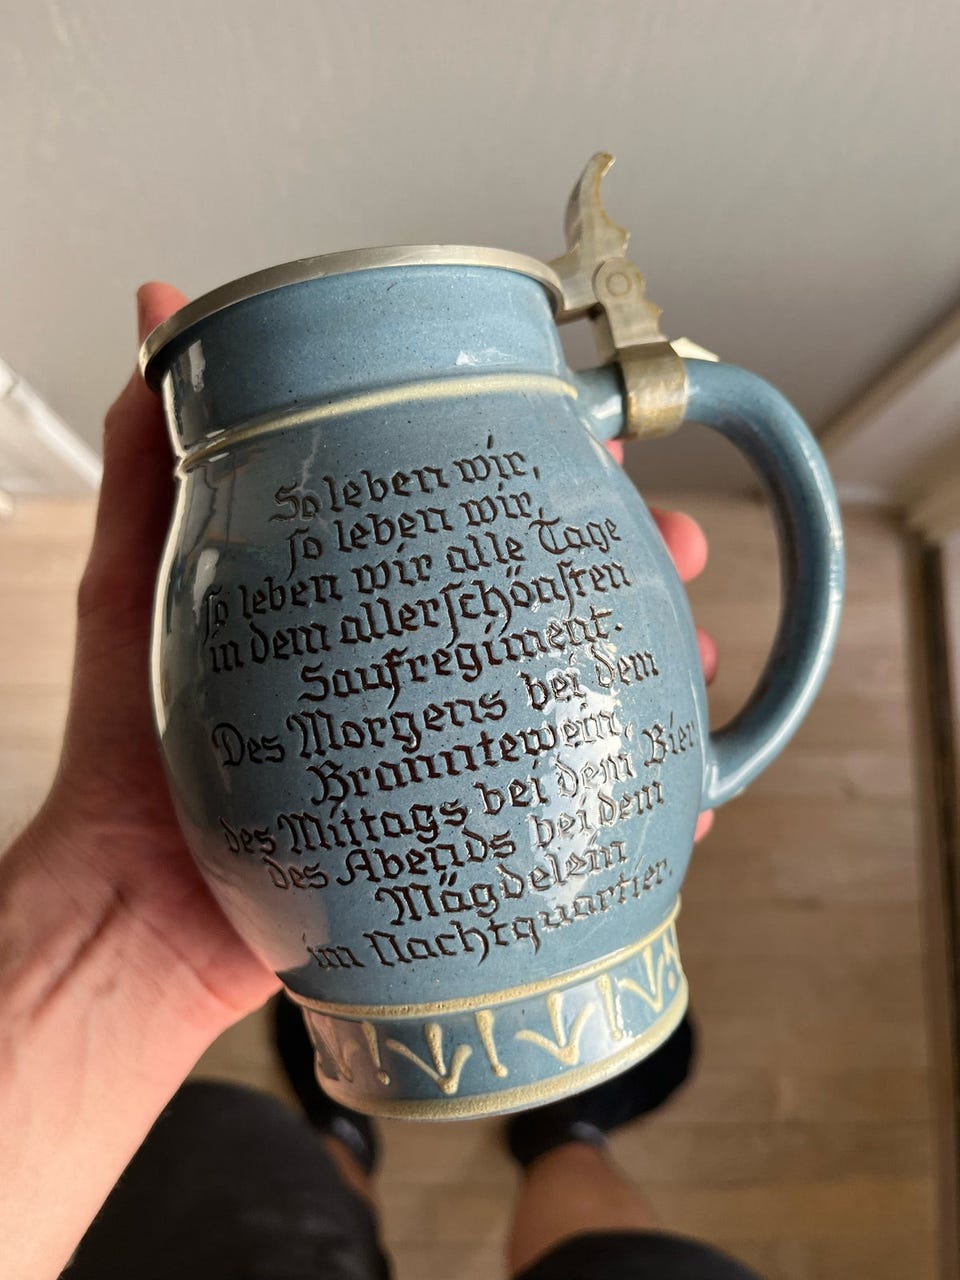 So leben wir,
ſo leben wir,
ſo leben wir alle Tage
in dem allerſchönſten
Saufregiment.
Des Morgens bei dem
Branntewein,
des Mittags bei dem Bier
des Abends bei dem
Mägdelein
im Nachtquartier.